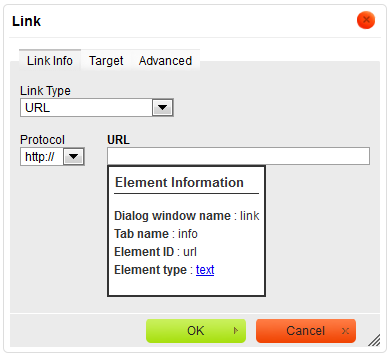 Link
Link Info Target Advanced
Link Type
URL
Protocol URL
http://
Element Information
Dialog window name : link
Tab name : info
Element ID : url
Element type : text
OK Cancel